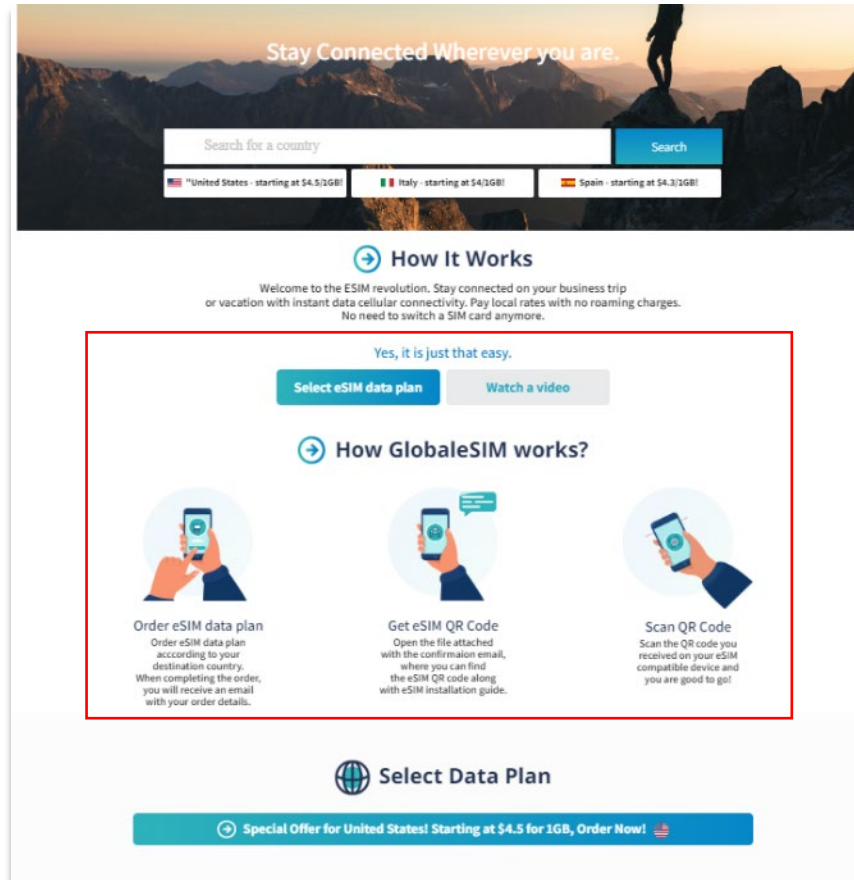 Stay Connected Wherever you are.
Search for a country
Search
"United States - starting at $4.5/1GB!
Italy - starting at $4/1GB!
Spain - starting at $4.3/1GB!
How It Works
Welcome to the ESIM revolution. Stay connected on your business trip
or vacation with instant data cellular connectivity. Pay local rates with no roaming charges.
No need to switch a SIM card anymore.
Yes, it is just that easy.
Select eSIM data plan
Watch a video
How GlobaleSIM works?
Order eSIM data plan
Order eSIM data plan
acccording to your
destination country.
When completing the order,
you will receive an email
with your order details.
Get eSIM QR Code
Open the file attached
with the confirmaion email,
where you can find
the eSIM QR code along
with eSIM installation guide.
Scan QR Code
Scan the QR code you
received on your eSIM
compatible device and
you are good to go!
Select Data Plan
Special Offer for United States! Starting at $4.5 for 1GB, Order Now!